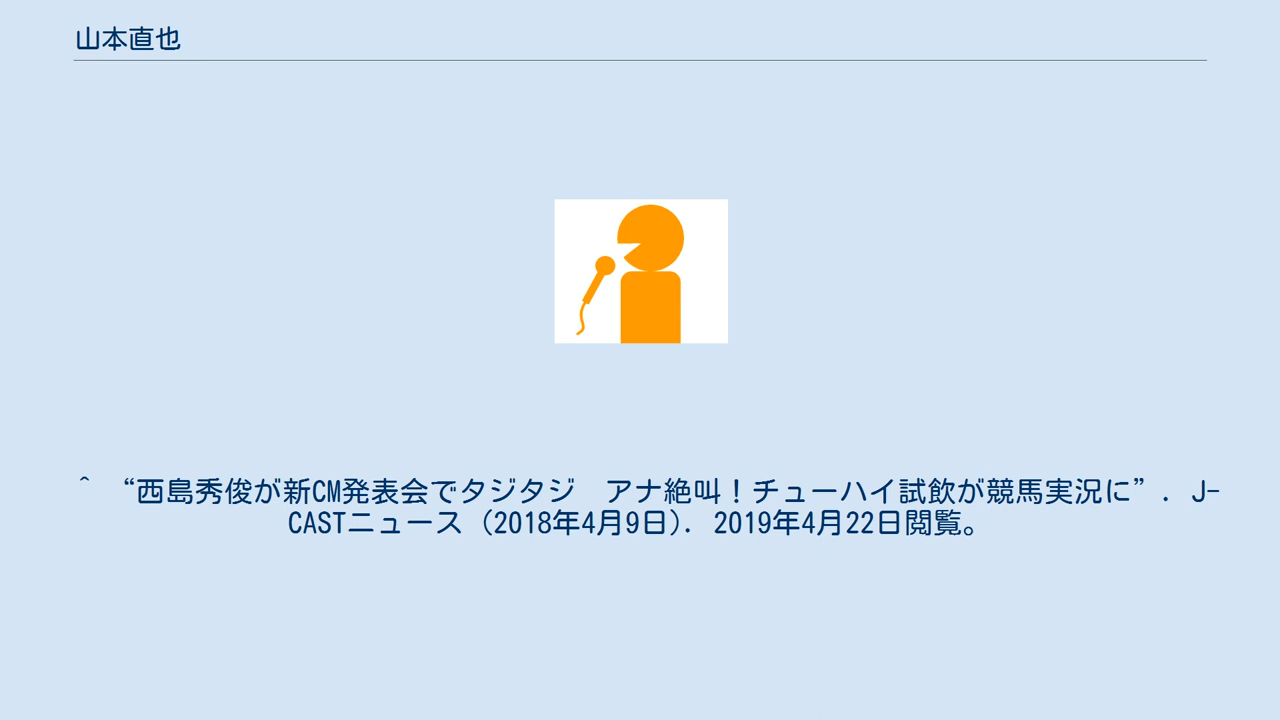 山本直也
^ “西島秀俊が新CM発表会でタジタジ　アナ絶叫！チューハイ試飲が競馬実況に”. J-
CASTニュース (2018年4月9日). 2019年4月22日閲覧。